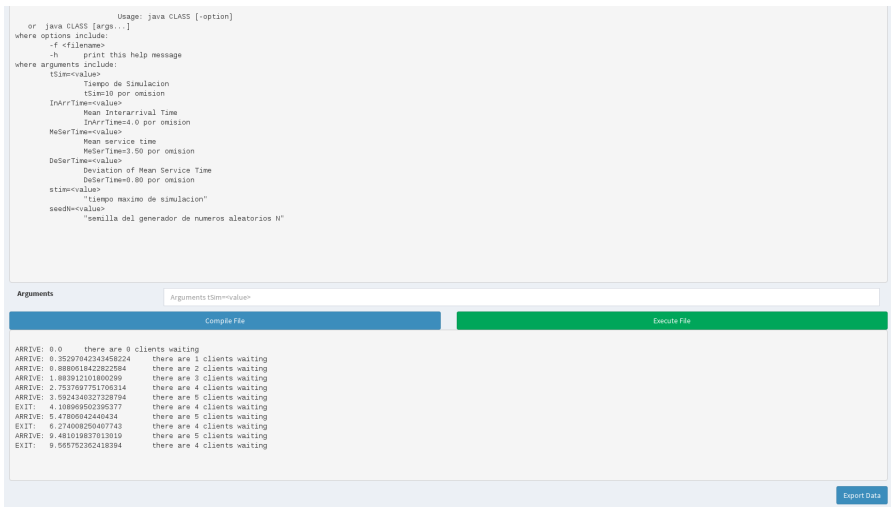 Usage: java CLASS [-option]
or java CLASS [args...]
where options include:
-f <filename>
-h print this help message
where arguments include:
tSim=<value>
Tiempo de Simulacion
tSim=10 por omision
InArrTime=<value>
Mean Interarrival Time
InArrTime=4.0 por omision
MeSerTime=<value>
Mean service time
MeSerTime=3.50 por omision
DeSerTime=<value>
Deviation of Mean Service Time
DeSerTime=0.80 por omision
stim=<value>
"tiempo maximo de simulacion"
seedN=<value>
"semilla del generador de numeros aleatorios N"
Arguments
Arguments tSim=<value>
Compile File
Execute File
ARRIVE: 0.0 there are 0 clients waiting
ARRIVE: 0.35297042343458224 there are 1 clients waiting
ARRIVE: 0.8880618422822584 there are 2 clients waiting
ARRIVE: 1.883912101800299 there are 3 clients waiting
ARRIVE: 2.7537697751706314 there are 4 clients waiting
ARRIVE: 3.5924340327328794 there are 5 clients waiting
EXIT: 4.108969502395377 there are 4 clients waiting
ARRIVE: 5.47806042440434 there are 5 clients waiting
EXIT: 6.274008250407743 there are 4 clients waiting
ARRIVE: 9.481019837013019 there are 5 clients waiting
EXIT: 9.565752362418394 there are 4 clients waiting
Export Data